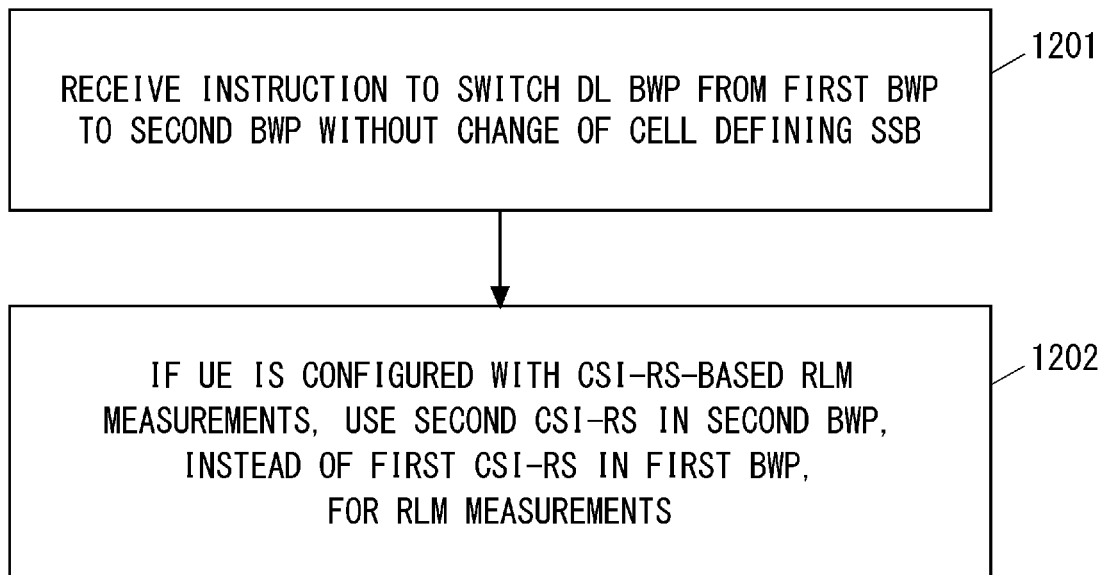 RECEIVE INSTRUCTION TO SWITCH DL BWP FROM FIRST BWP
TO SECOND BWP WITHOUT CHANGE OF CELL DEFINING SSB
1201
IF UE IS CONFIGURED WITH CSI-RS-BASED RLM
MEASUREMENTS, USE SECOND CSI-RS IN SECOND BWP,
INSTEAD OF FIRST CSI-RS IN FIRST BWP,
FOR RLM MEASUREMENTS
1202